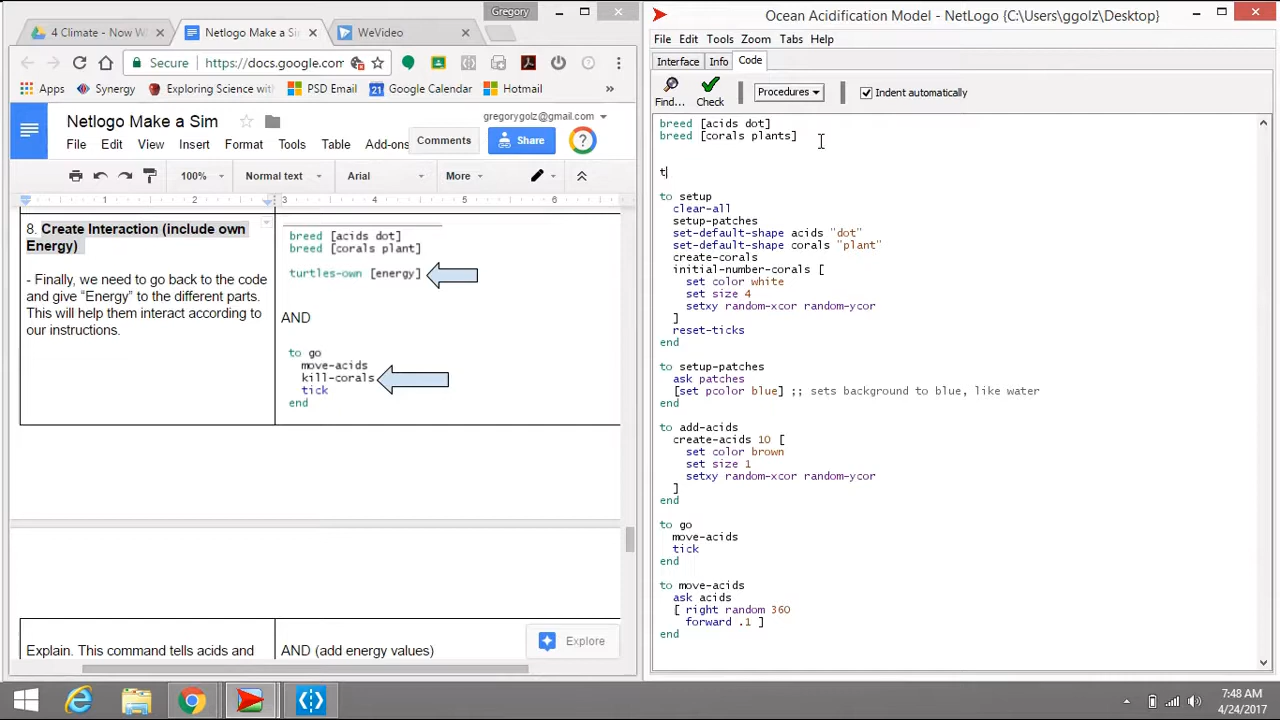 Gregory
4 Climate - Now W
Netlogo Make a Sim
WeVideo
Secure
https://docs.google.com
Apps
Synergy
Exploring Science with
PSD Email
Google Calendar
Hotmail
»
Netlogo Make a Sim
gregorygolz@gmail.com
Comments
Share
File Edit View Insert Format Tools Table Add-ons
100% Normal text Arial 12 More
1 2 3 4 5 6
8. Create Interaction (include own
Energy)
- Finally, we need to go back to the code
and give “Energy” to the different parts.
This will help them interact according to
our instructions.
breed [acids dot]
breed [corals plant]
turtles-own [energy]
AND
to go
move-acids
kill-corals
tick
end
Explain. This command tells acids and
AND (add energy values)
Explore
Ocean Acidification Model - NetLogo {C:\Users\ggolz\Desktop}
File Edit Tools Zoom Tabs Help
Interface Info Code
Find... Check Procedures Indent automatically
breed [acids dot]
breed [corals plants]
t
to setup
clear-all
setup-patches
set-default-shape acids "dot"
set-default-shape corals "plant"
create-corals
initial-number-corals [
set color white
set size 4
setxy random-xcor random-ycor
]
reset-ticks
end
to setup-patches
ask patches
[set pcolor blue] ;; sets background to blue, like water
end
to add-acids
create-acids 10 [
set color brown
set size 1
setxy random-xcor random-ycor
]
end
to go
move-acids
tick
end
to move-acids
ask acids
[ right random 360
forward .1 ]
end
7:48 AM
4/24/2017